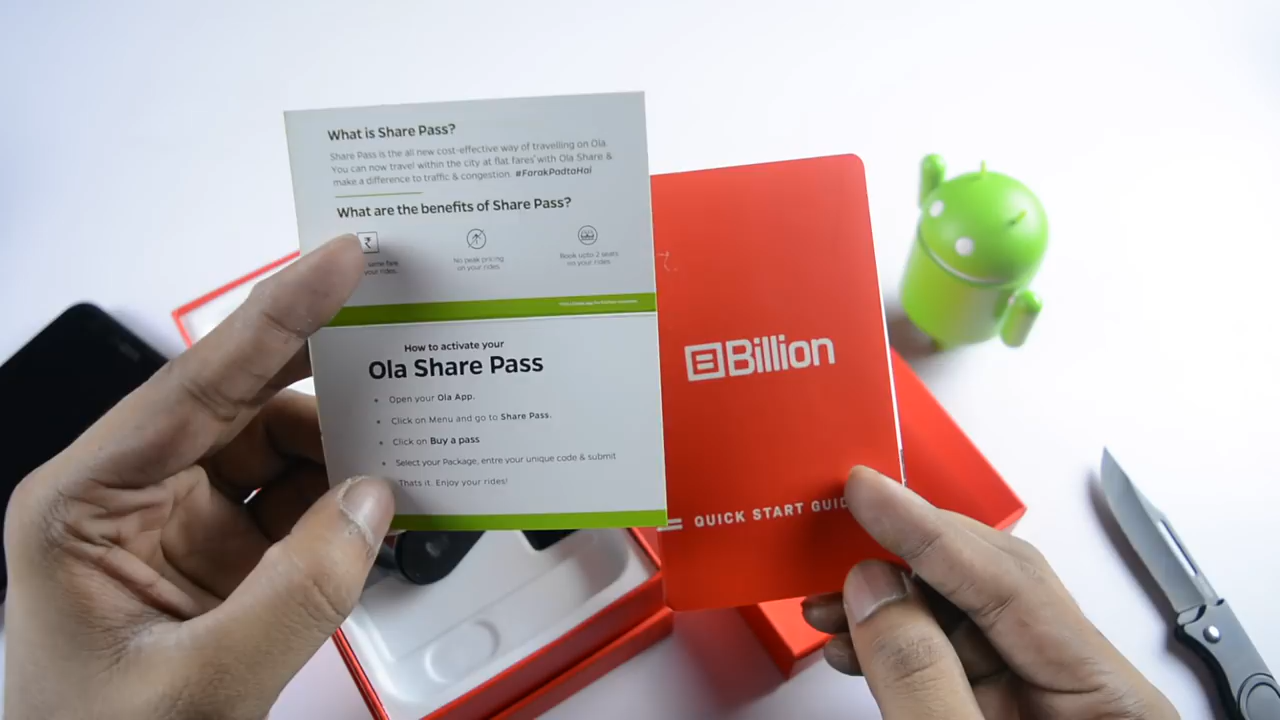 What is Share Pass?
Share Pass is the all new cost-effective way of travelling on Ola.
You can now travel within the city at flat fares* with Ola Share &
make a difference to traffic & congestion. #FarakPadtaHai
What are the benefits of Share Pass?
₹
same fare
your rides.
No peak pricing
on your rides.
Book upto 2 seats
on your rides.
How to activate your
Ola Share Pass
Open your Ola App.
Click on Menu and go to Share Pass.
Click on Buy a pass
Select your Package, entre your unique code & submit
Thats it. Enjoy your rides!
Billion
QUICK START GUID